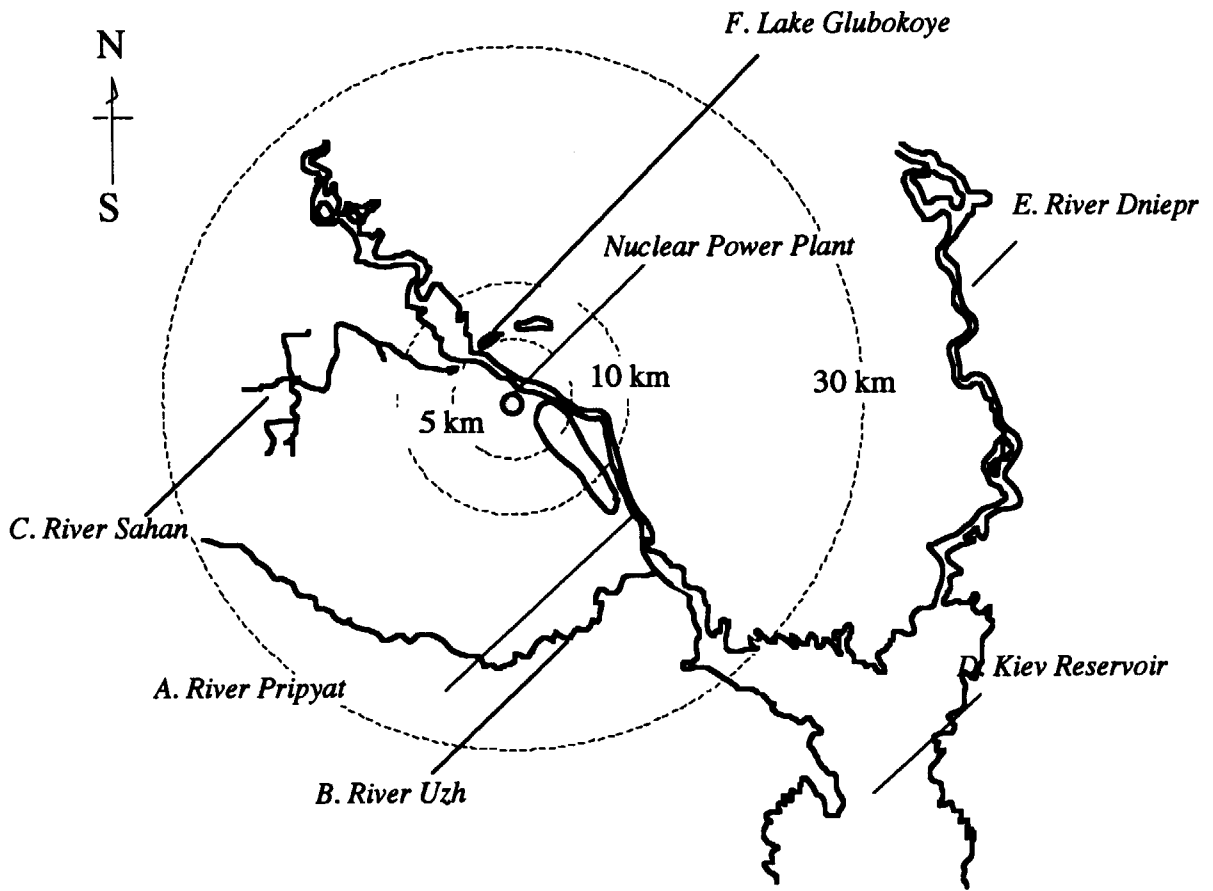 F. Lake Glubokoye
N
S
E. River Dniepr
Nuclear Power Plant
10 km
30 km
5 km
C. River Sahan
D. Kiev Reservoir
A. River Pripyat
B. River Uzh